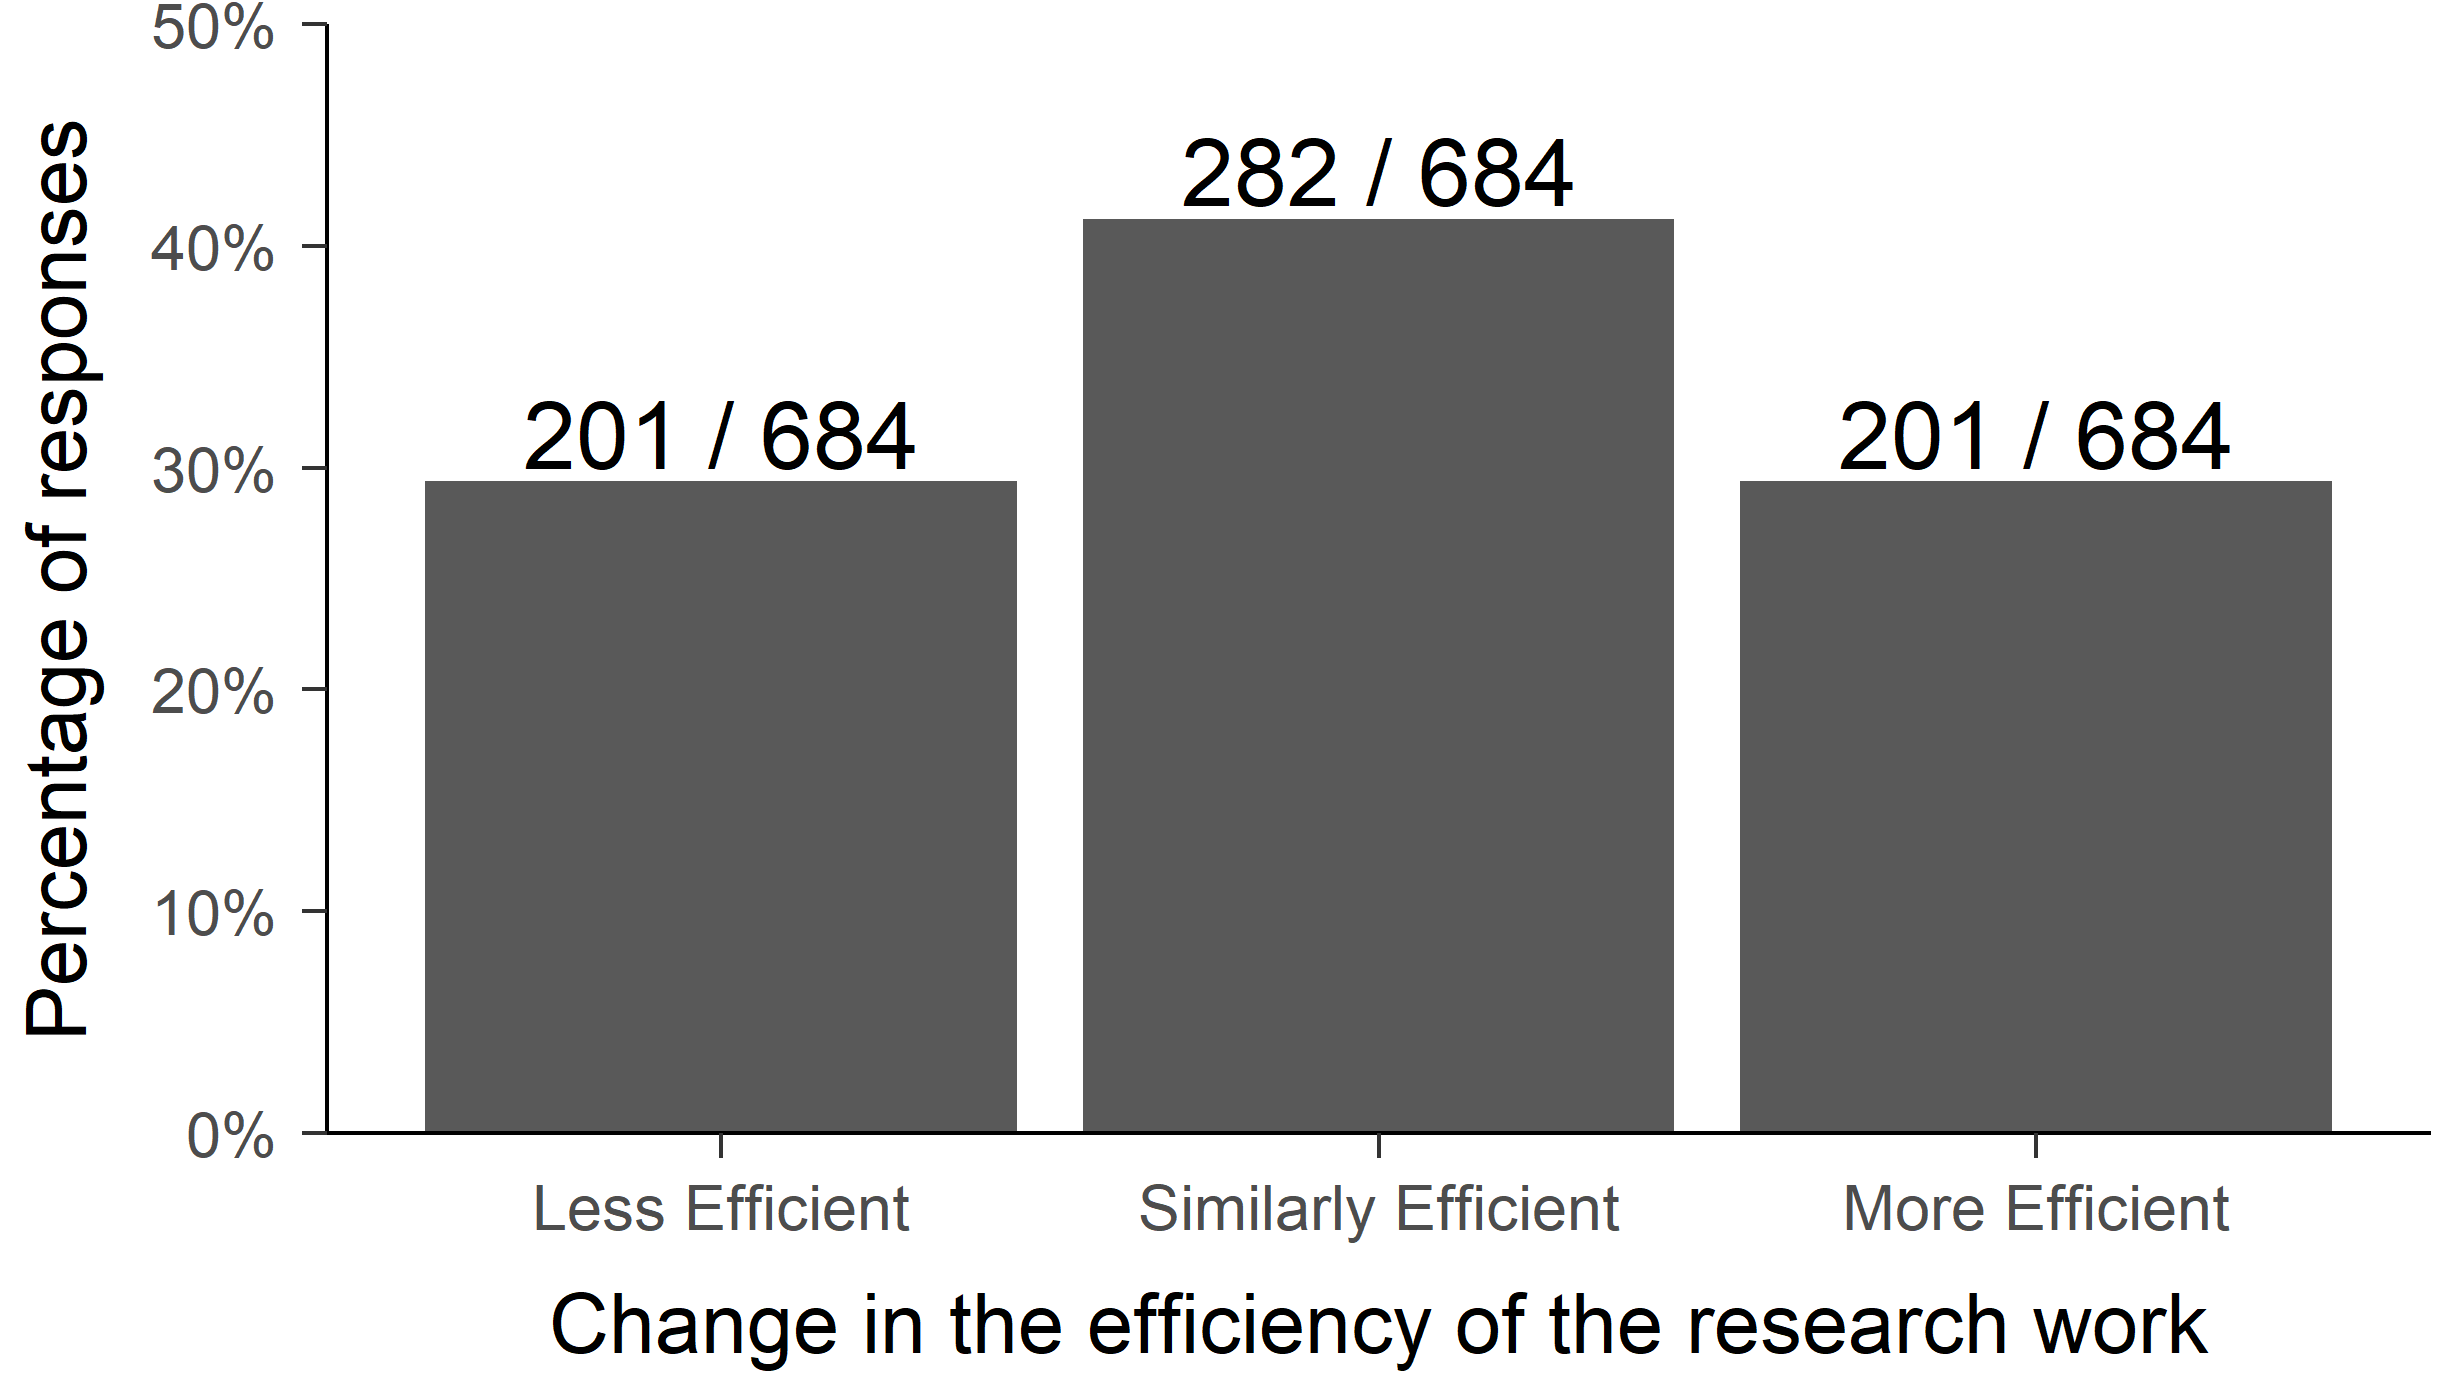 Percentage of responses
50%
40%
30%
20%
10%
0%
201 / 684
282 / 684
201 / 684
Less Efficient
Similarly Efficient
More Efficient
Change in the efficiency of the research work